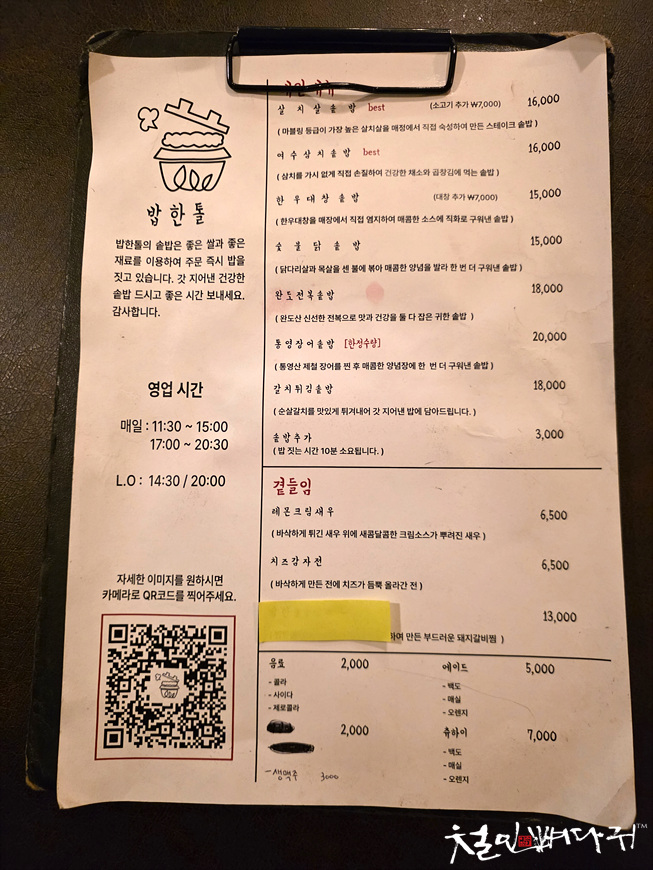 밥한톨
밥한톨의 솥밥은 좋은 쌀과 좋은
재료를 이용하여 주문 즉시 밥을
짓고 있습니다. 갓 지어낸 건강한
솥밥 드시고 좋은 시간 보내세요.
감사합니다.
영업 시간
매일 : 11:30 ~ 15:00
17:00 ~ 20:30
L.O : 14:30 / 20:00
자세한 이미지를 원하시면
카메라로 QR코드를 찍어주세요.
살치살솥밥 best (소고기 추가 ₩7,000) 16,000
( 마블링 등급이 가장 높은 살치살을 매장에서 직접 숙성하여 만든 스테이크 솥밥 )
여수삼치솥밥 best 16,000
( 삼치를 가시 없게 직접 손질하여 건강한 채소와 곱창김에 먹는 솥밥 )
한우대창솥밥 (대창 추가 ₩7,000) 15,000
( 한우대창을 매장에서 직접 염지하여 매콤한 소스에 직화로 구워낸 솥밥 )
숯불닭솥밥 15,000
( 닭다리살과 목살을 센 불에 볶아 매콤한 양념을 발라 한 번 더 구워낸 솥밥 )
완도전복솥밥 18,000
( 완도산 신선한 전복으로 맛과 건강을 둘 다 잡은 귀한 솥밥 )
통영장어솥밥 [한정수량] 20,000
( 통영산 제철 장어를 찐 후 매콤한 양념장에 한 번 더 구워낸 솥밥 )
갈치튀김솥밥 18,000
( 순살갈치를 맛있게 튀겨내어 갓 지어낸 밥에 담아드립니다. )
솥밥추가 3,000
( 밥 짓는 시간 10분 소요됩니다. )
곁들임
레몬크림새우 6,500
( 바삭하게 튀긴 새우 위에 새콤달콤한 크림소스가 뿌려진 새우 )
치즈감자전 6,500
( 바삭하게 만든 전에 치즈가 듬뿍 올라간 전 )
13,000
하여 만든 부드러운 돼지갈비찜 )
음료 2,000
- 콜라
- 사이다
- 제로콜라
2,000
- 생맥주 3000
에이드 5,000
- 백도
- 매실
- 오렌지
츄하이 7,000
- 백도
- 매실
- 오렌지
철인뼈다귀™